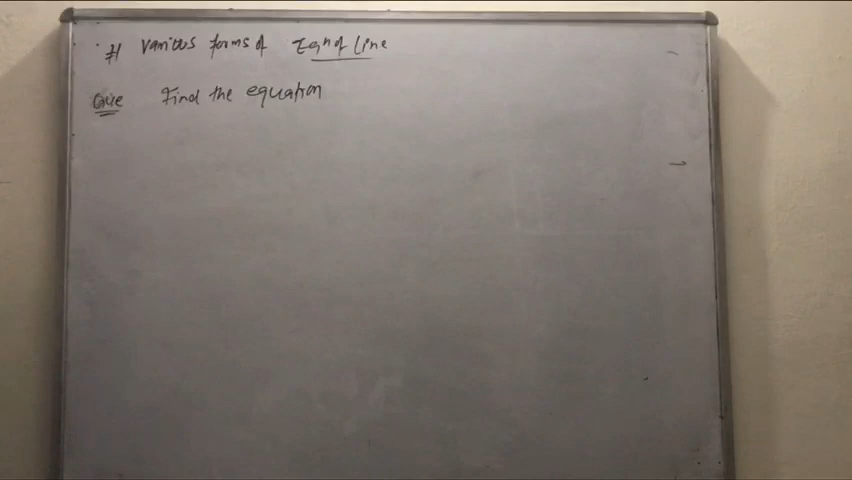 # Various forms of Eqn of Line
Que Find the equation